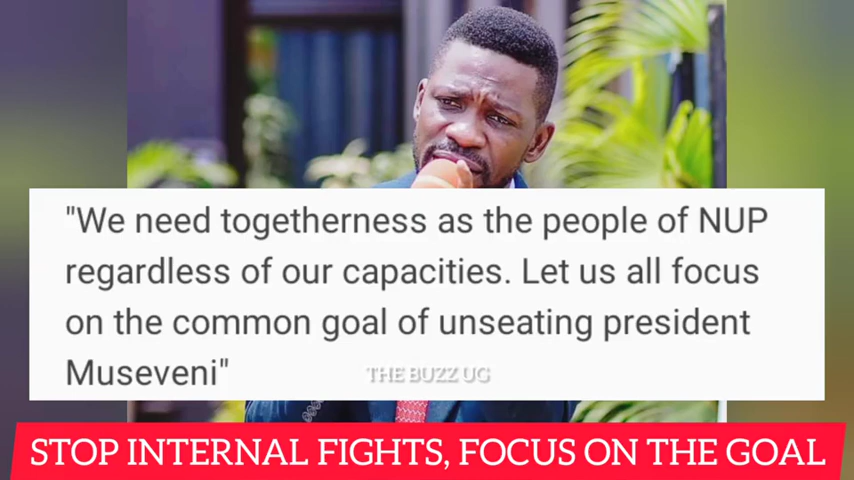 "We need togetherness as the people of NUP
regardless of our capacities. Let us all focus
on the common goal of unseating president
Museveni"
THE BUZZ UG
STOP INTERNAL FIGHTS, FOCUS ON THE GOAL